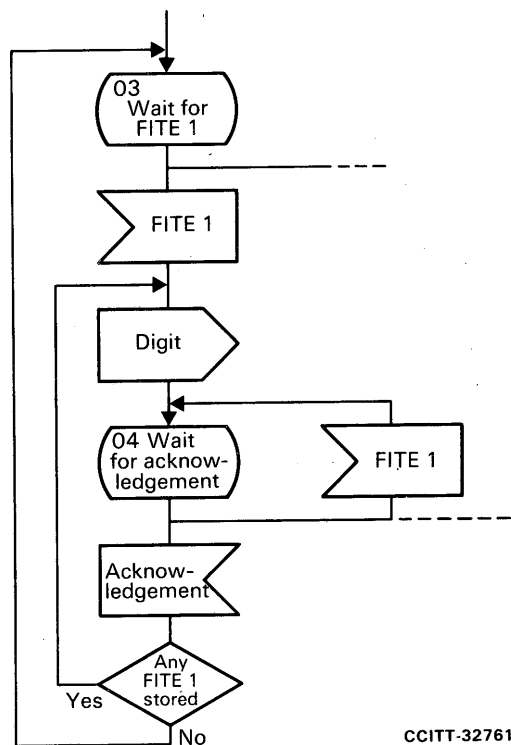 03
Wait for
FITE 1
FITE 1
Digit
04 Wait
for acknow-
ledgement
FITE 1
Acknow-
ledgement
Any
FITE 1
stored
Yes
No
CCITT-32761